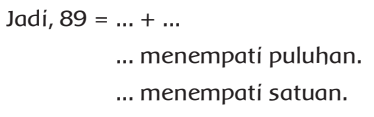 Jadi, 89 = ... + ...
... menempati puluhan.
... menempati satuan.